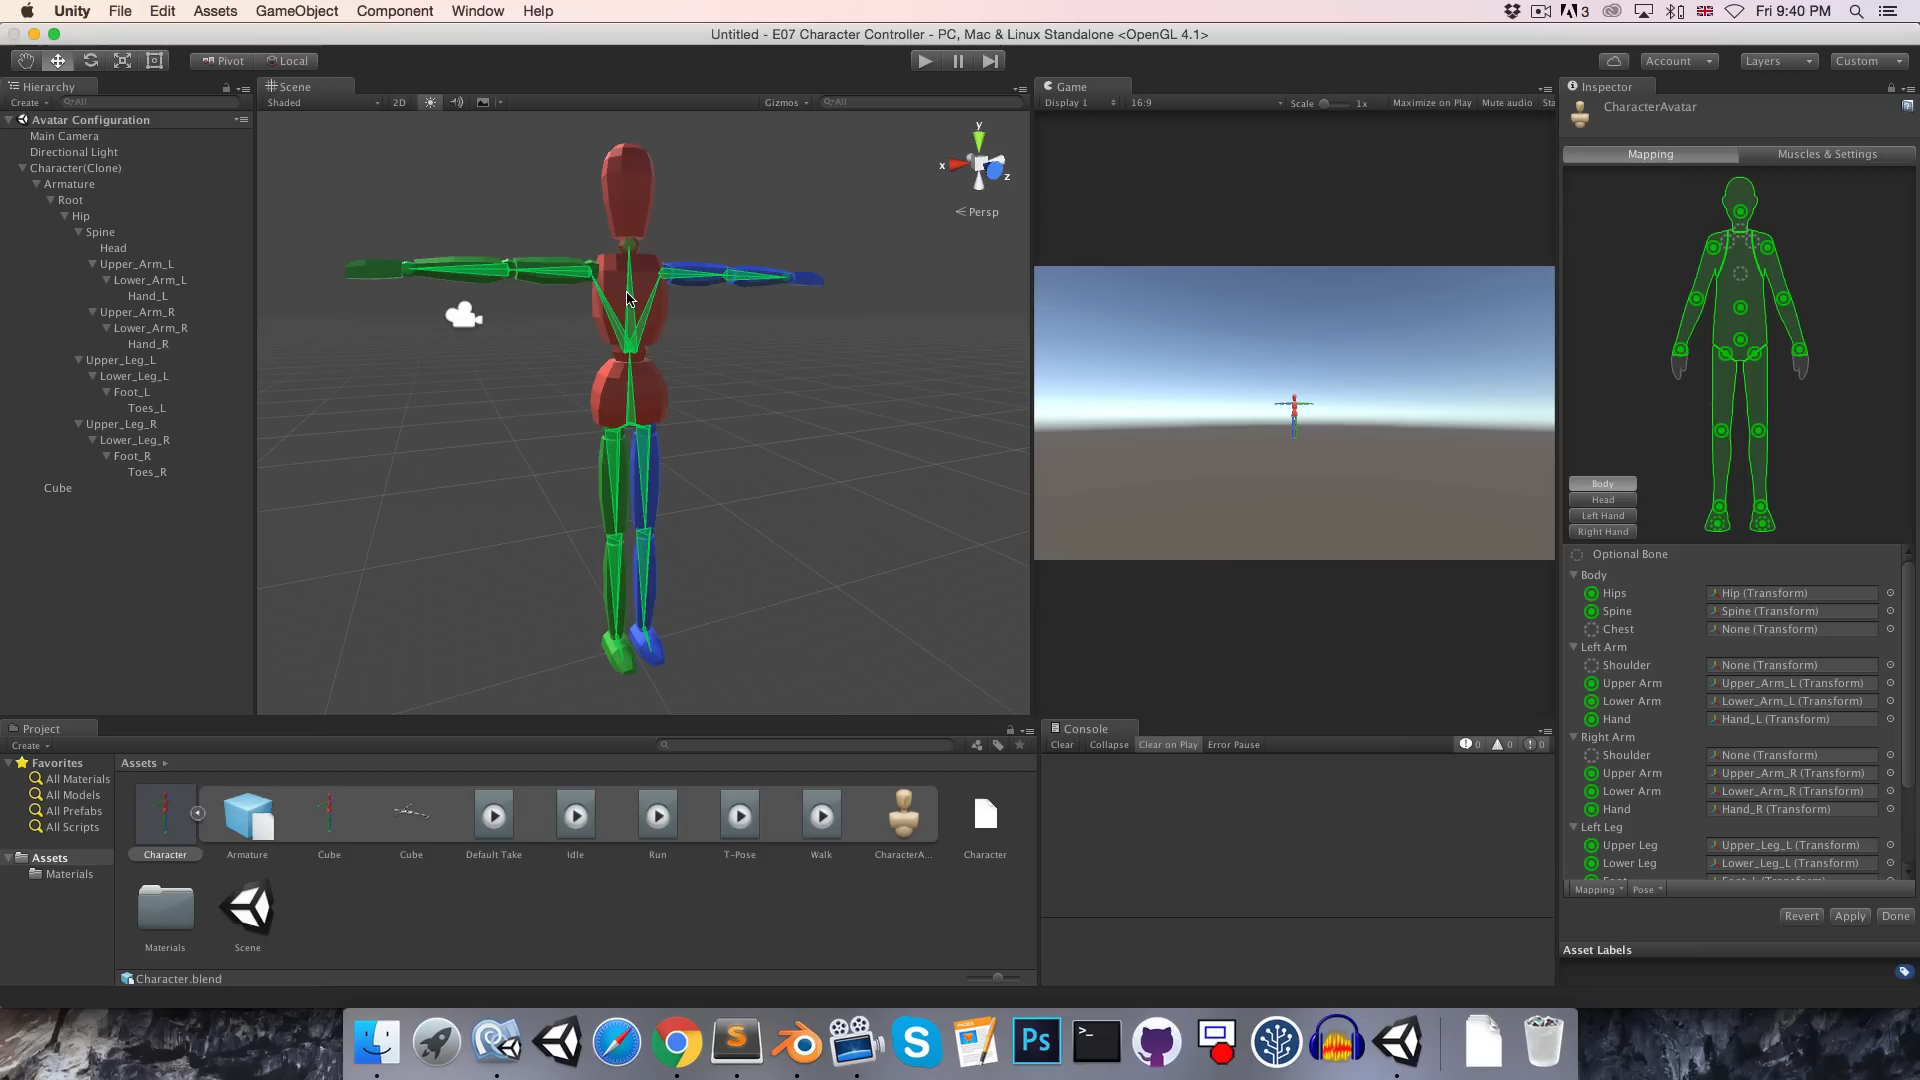 Unity File Edit Assets GameObject Component Window Help
3 Fri 9:40 PM
Untitled - E07 Character Controller - PC, Mac & Linux Standalone <OpenGL 4.1>
Pivot Local
Account Layers Custom
Hierarchy
Create All
Avatar Configuration
Main Camera
Directional Light
Character(Clone)
Armature
Root
Hip
Spine
Head
Upper_Arm_L
Lower_Arm_L
Hand_L
Upper_Arm_R
Lower_Arm_R
Hand_R
Upper_Leg_L
Lower_Leg_L
Foot_L
Toes_L
Upper_Leg_R
Lower_Leg_R
Foot_R
Toes_R
Cube
Scene
Shaded 2D Gizmos All
y
x
z
Persp
Game
Display 1 16:9 Scale 1x Maximize on Play Mute audio Sta
Inspector
CharacterAvatar
Mapping Muscles & Settings
Body
Head
Left Hand
Right Hand
Optional Bone
Body
Hips Hip (Transform)
Spine Spine (Transform)
Chest None (Transform)
Left Arm
Shoulder None (Transform)
Upper Arm Upper_Arm_L (Transform)
Lower Arm Lower_Arm_L (Transform)
Hand Hand_L (Transform)
Right Arm
Shoulder None (Transform)
Upper Arm Upper_Arm_R (Transform)
Lower Arm Lower_Arm_R (Transform)
Hand Hand_R (Transform)
Left Leg
Upper Leg Upper_Leg_L (Transform)
Lower Leg Lower_Leg_L (Transform)
Mapping Pose
Revert Apply Done
Asset Labels
Project
Create
Favorites
All Materials
All Models
All Prefabs
All Scripts
Assets
Materials
Assets
Character Armature Cube Cube Default Take Idle Run T-Pose Walk CharacterA... Character
Materials Scene
Character.blend
Console
Clear Collapse Clear on Play Error Pause 0 0 0
S
S
PAGES
Ps
>_